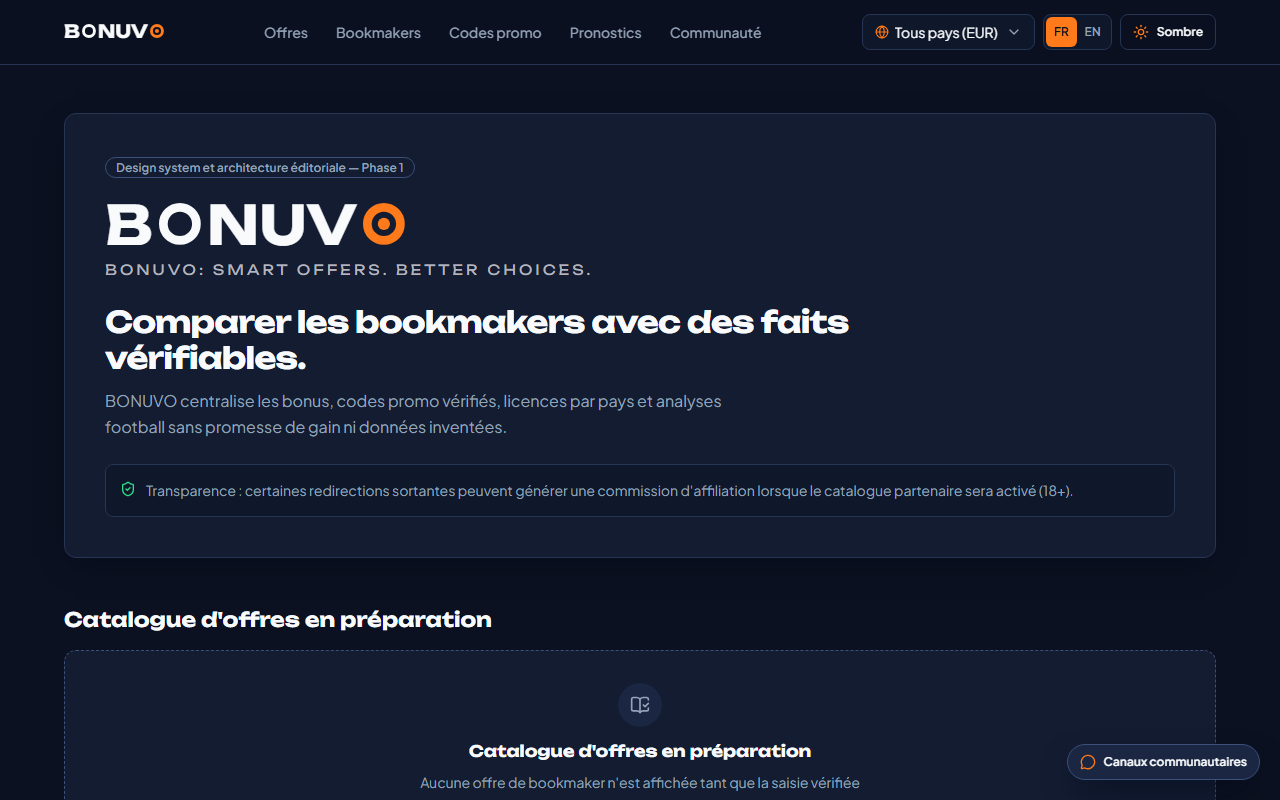 BONUVO
Offres
Bookmakers
Codes promo
Pronostics
Communauté
Tous pays (EUR)
FR
EN
Sombre
Design system et architecture éditoriale — Phase 1
BONUVO
BONUVO: SMART OFFERS. BETTER CHOICES.
Comparer les bookmakers avec des faits
vérifiables.
BONUVO centralise les bonus, codes promo vérifiés, licences par pays et analyses
football sans promesse de gain ni données inventées.
Transparence : certaines redirections sortantes peuvent générer une commission d'affiliation lorsque le catalogue partenaire sera activé (18+).
Catalogue d'offres en préparation
Catalogue d'offres en préparation
Aucune offre de bookmaker n'est affichée tant que la saisie vérifiée
Canaux communautaires